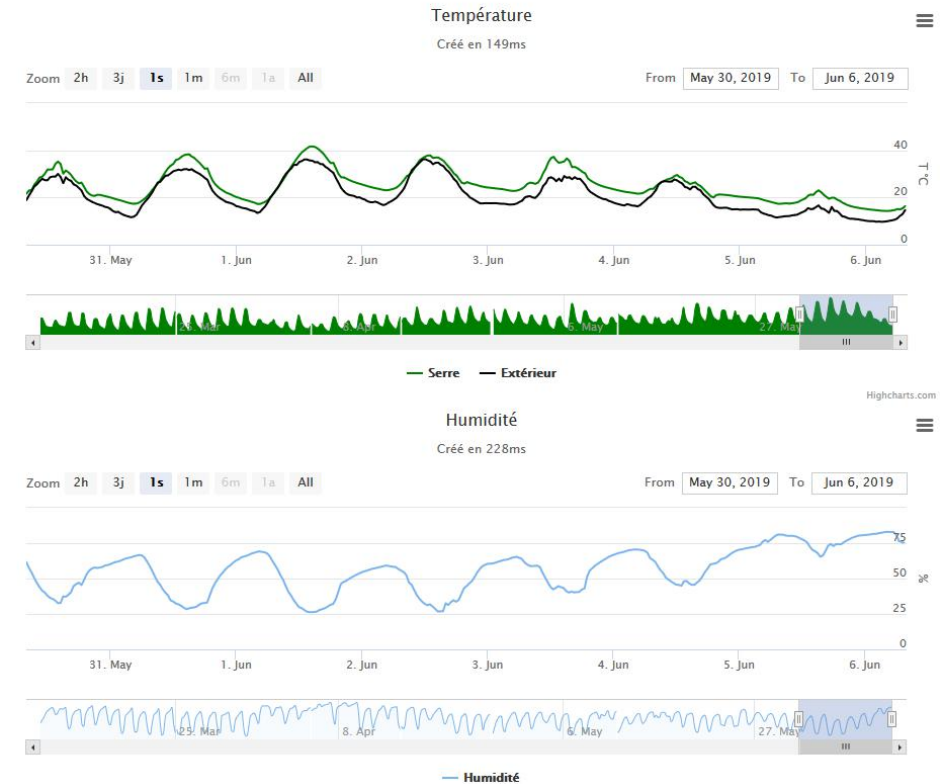 Température
Créé en 149ms
Zoom 2h 3j 1s 1m 6m 1a All From May 30, 2019 To Jun 6, 2019
40
20
0
T°C
31. May 1. Jun 2. Jun 3. Jun 4. Jun 5. Jun 6. Jun
25. Mar 8. Apr 6. May 27. May
Serre Extérieur
Highcharts.com
Humidité
Créé en 228ms
Zoom 2h 3j 1s 1m 6m 1a All From May 30, 2019 To Jun 6, 2019
75
50
25
0
%
31. May 1. Jun 2. Jun 3. Jun 4. Jun 5. Jun 6. Jun
25. Mar 8. Apr 6. May 27. May
Humidité